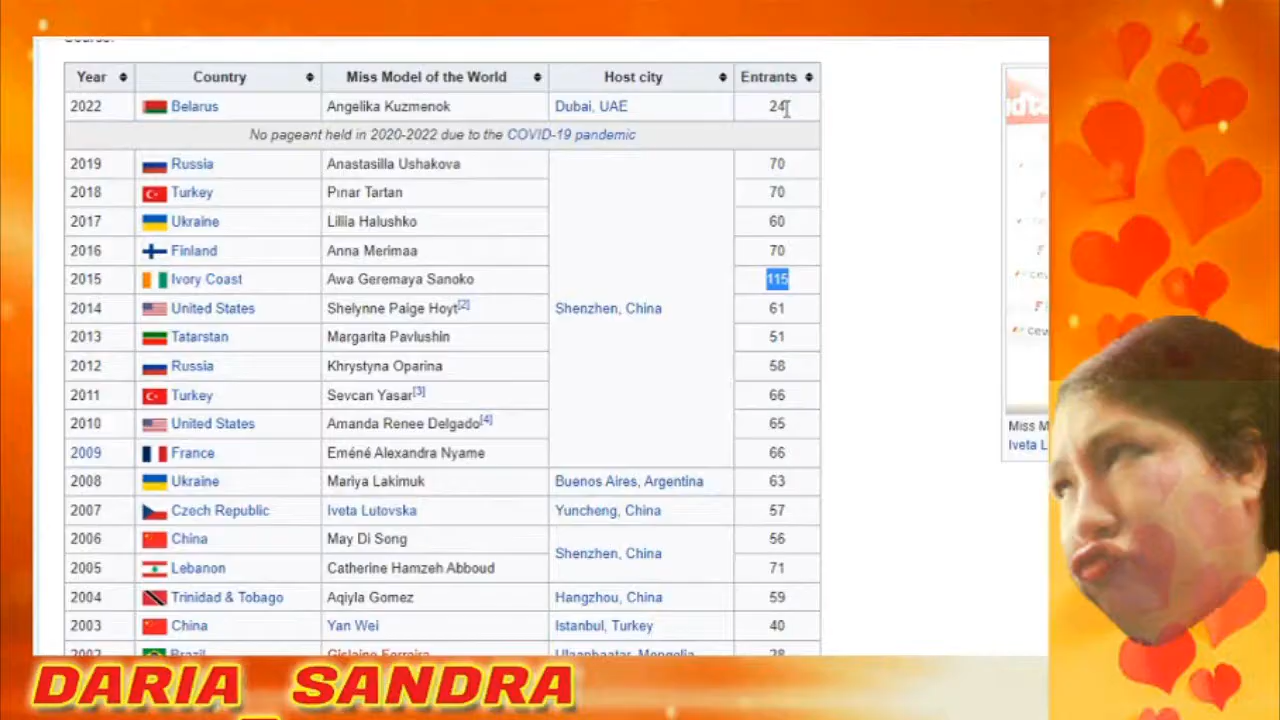 Year Country Miss Model of the World Host city Entrants
2022 Belarus Angelika Kuzmenok Dubai, UAE 24
No pageant held in 2020-2022 due to the COVID-19 pandemic
2019 Russia Anastasilla Ushakova 70
2018 Turkey Pınar Tartan 70
2017 Ukraine Liliia Halushko 60
2016 Finland Anna Merimaa 70
2015 Ivory Coast Awa Geremaya Sanoko 115
2014 United States Shelynne Paige Hoyt[2] Shenzhen, China 61
2013 Tatarstan Margarita Pavlushin 51
2012 Russia Khrystyna Oparina 58
2011 Turkey Sevcan Yasar[3] 66
2010 United States Amanda Renee Delgado[4] 65
2009 France Eméné Alexandra Nyame 66
2008 Ukraine Mariya Lakimuk Buenos Aires, Argentina 63
2007 Czech Republic Iveta Lutovska Yuncheng, China 57
2006 China May Di Song 56
Shenzhen, China
2005 Lebanon Catherine Hamzeh Abboud 71
2004 Trinidad & Tobago Aqiyla Gomez Hangzhou, China 59
2003 China Yan Wei Istanbul, Turkey 40
Miss M
Iveta L
DARIA SANDRA